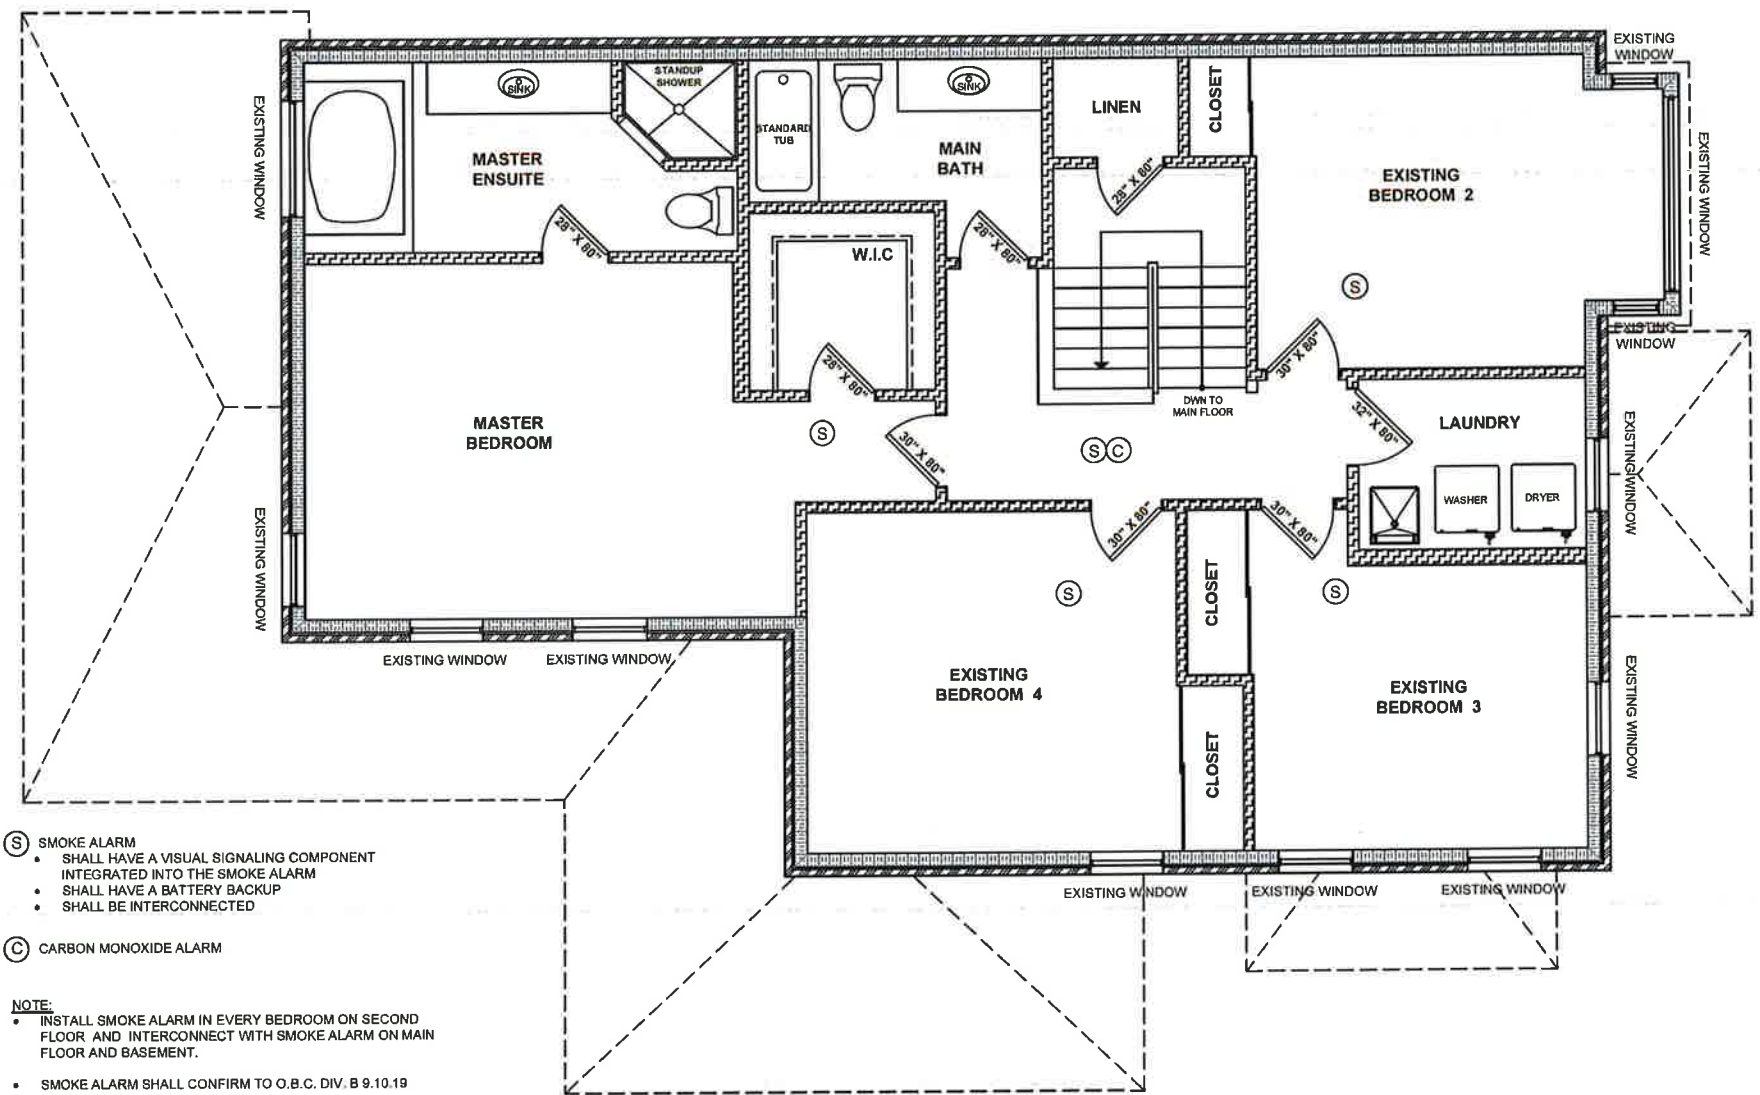 EXISTING
WINDOW
STANDUP
SHOWER
SINK
SINK
EXISTING WINDOW
STANDARD
TUB
LINEN
CLOSET
MASTER
ENSUITE
MAIN
BATH
EXISTING
BEDROOM 2
EXISTING WINDOW
28" X 80"
28" X 80"
28" X 80"
W.I.C
S
EXISTING
WINDOW
30" X 80"
28" X 80"
DWN TO
MAIN FLOOR
32" X 80"
LAUNDRY
MASTER
BEDROOM
S
30" X 80"
S
C
EXISTING WINDOW
WASHER
DRYER
EXISTING WINDOW
30" X 80"
30" X 80"
S
CLOSET
S
EXISTING WINDOW
EXISTING WINDOW
EXISTING
BEDROOM 4
EXISTING
BEDROOM 3
EXISTING WINDOW
CLOSET
EXISTING WINDOW
EXISTING WINDOW
EXISTING WINDOW
S
SMOKE ALARM
• SHALL HAVE A VISUAL SIGNALING COMPONENT
INTEGRATED INTO THE SMOKE ALARM
• SHALL HAVE A BATTERY BACKUP
• SHALL BE INTERCONNECTED
C
CARBON MONOXIDE ALARM
NOTE:
• INSTALL SMOKE ALARM IN EVERY BEDROOM ON SECOND
FLOOR AND INTERCONNECT WITH SMOKE ALARM ON MAIN
FLOOR AND BASEMENT.
• SMOKE ALARM SHALL CONFIRM TO O.B.C. DIV. B 9.10.19